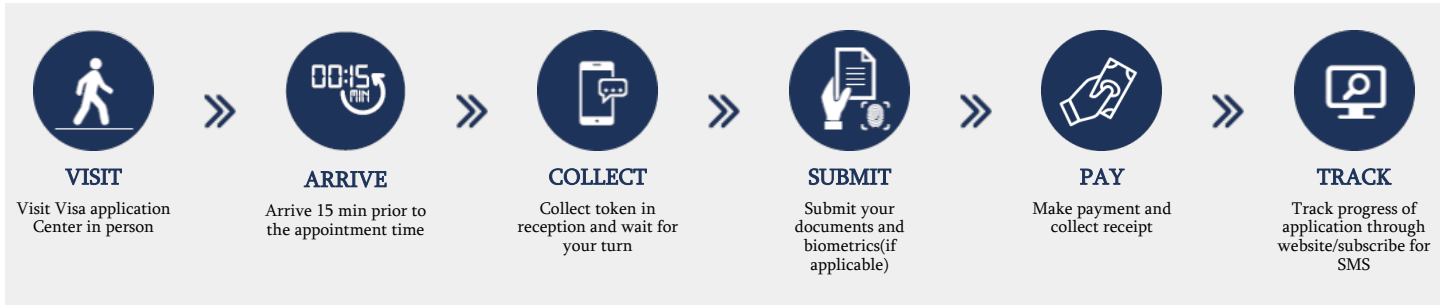 VISIT
Visit Visa application
Center in person
00:15
MIN
ARRIVE
Arrive 15 min prior to
the appointment time
COLLECT
Collect token in
reception and wait for
your turn
SUBMIT
Submit your
documents and
biometrics(if
applicable)
PAY
Make payment and
collect receipt
TRACK
Track progress of
application through
website/subscribe for
SMS